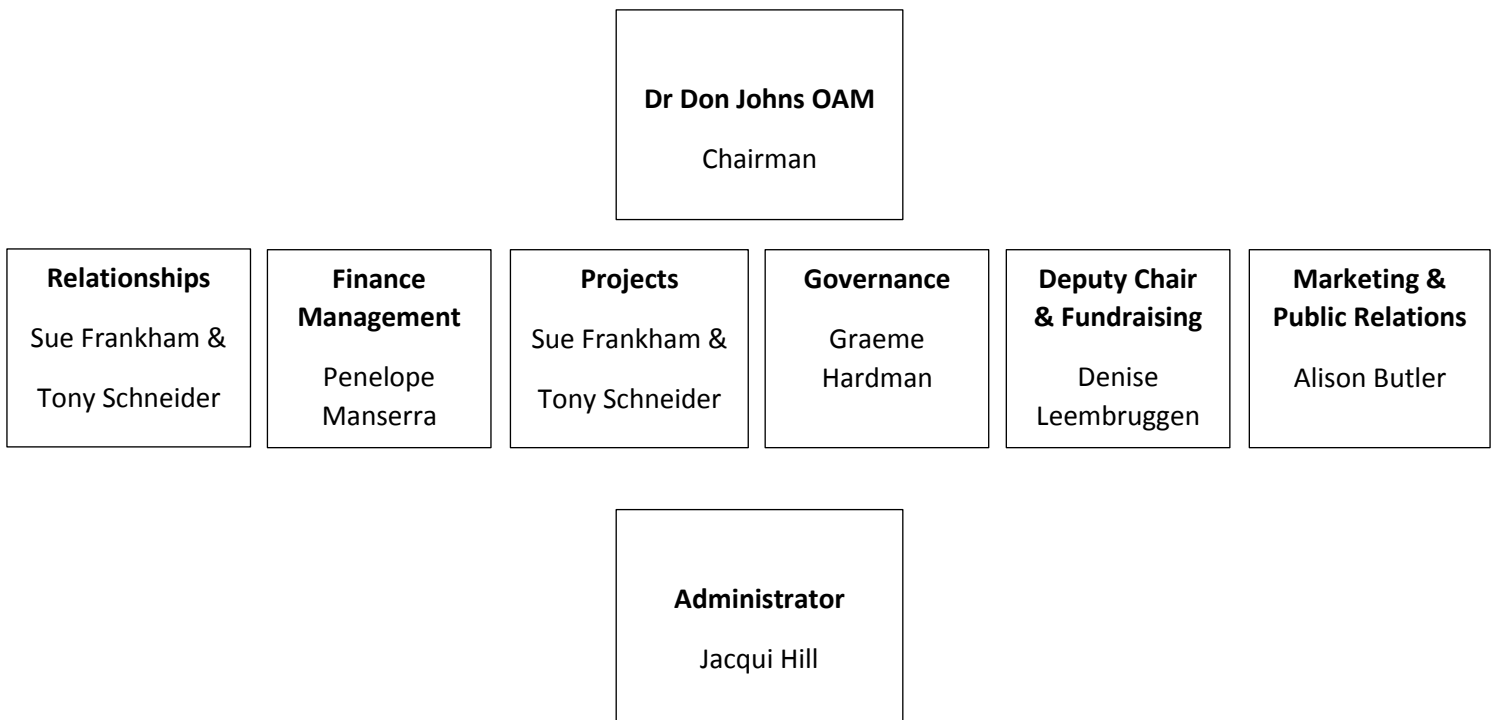 Dr Don Johns OAM
Chairman
Relationships
Sue Frankham &
Tony Schneider
Finance
Management
Penelope
Manserra
Projects
Sue Frankham &
Tony Schneider
Governance
Graeme
Hardman
Deputy Chair
& Fundraising
Denise
Leembruggen
Marketing &
Public Relations
Alison Butler
Administrator
Jacqui Hill